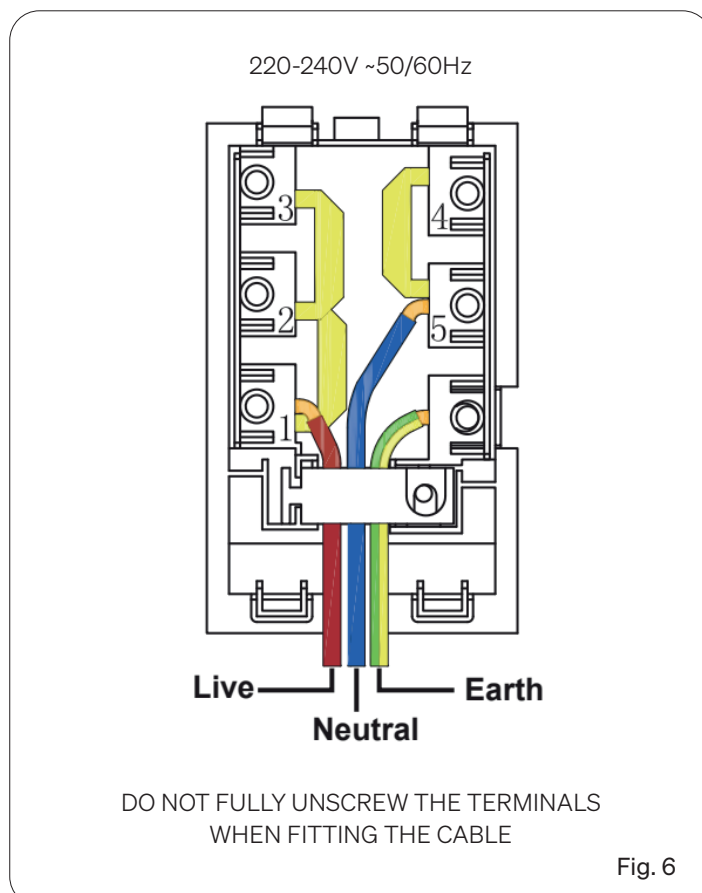 220-240V ~50/60Hz
3
4
2
5
1
Live
Earth
Neutral
DO NOT FULLY UNSCREW THE TERMINALS
WHEN FITTING THE CABLE
Fig. 6